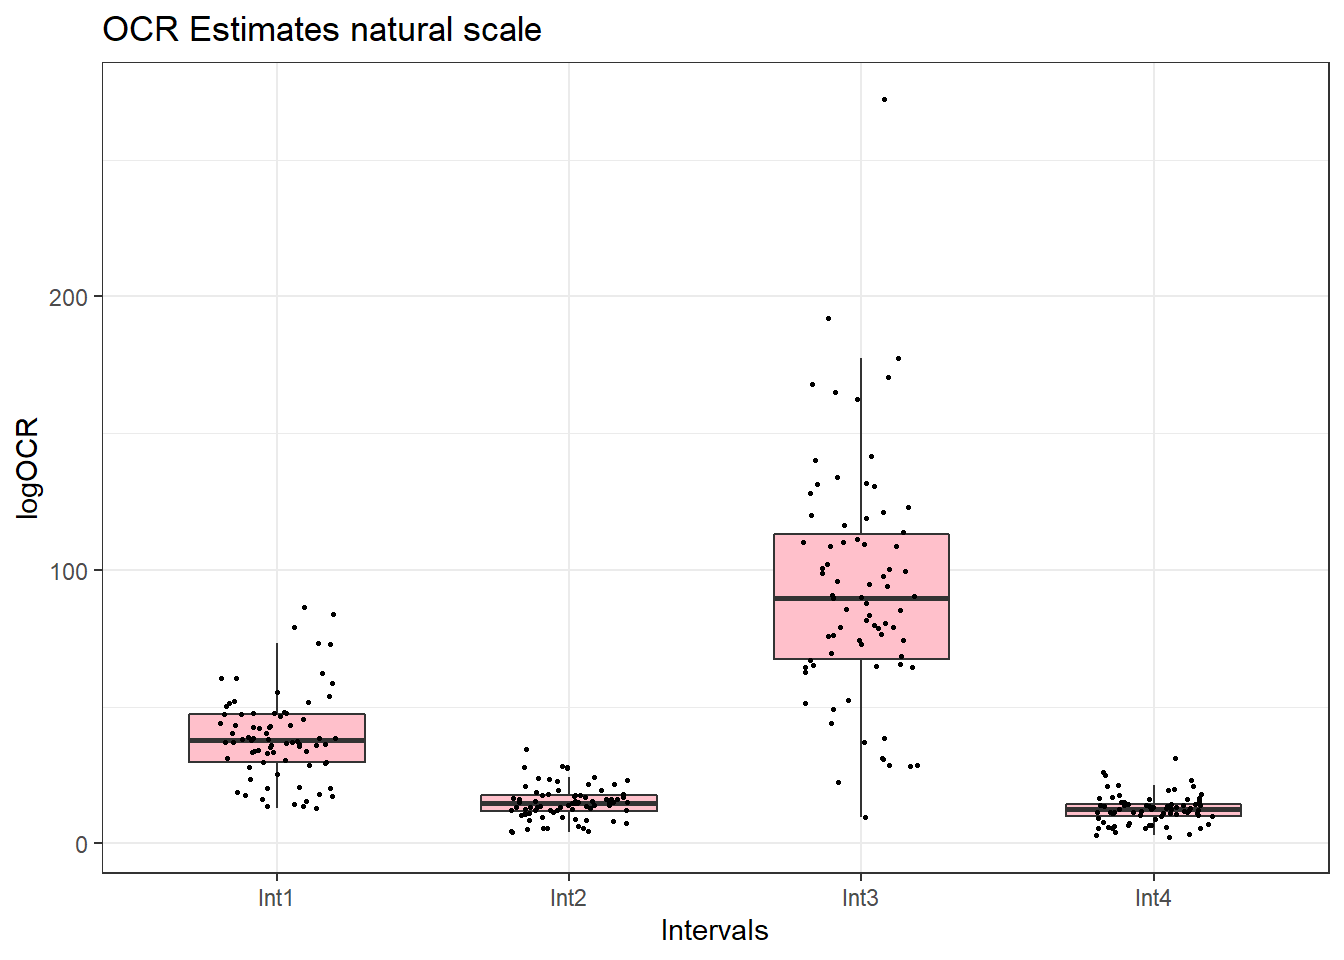 OCR Estimates natural scale
logOCR
200
100
0
Int1 Int2 Int3 Int4
Intervals